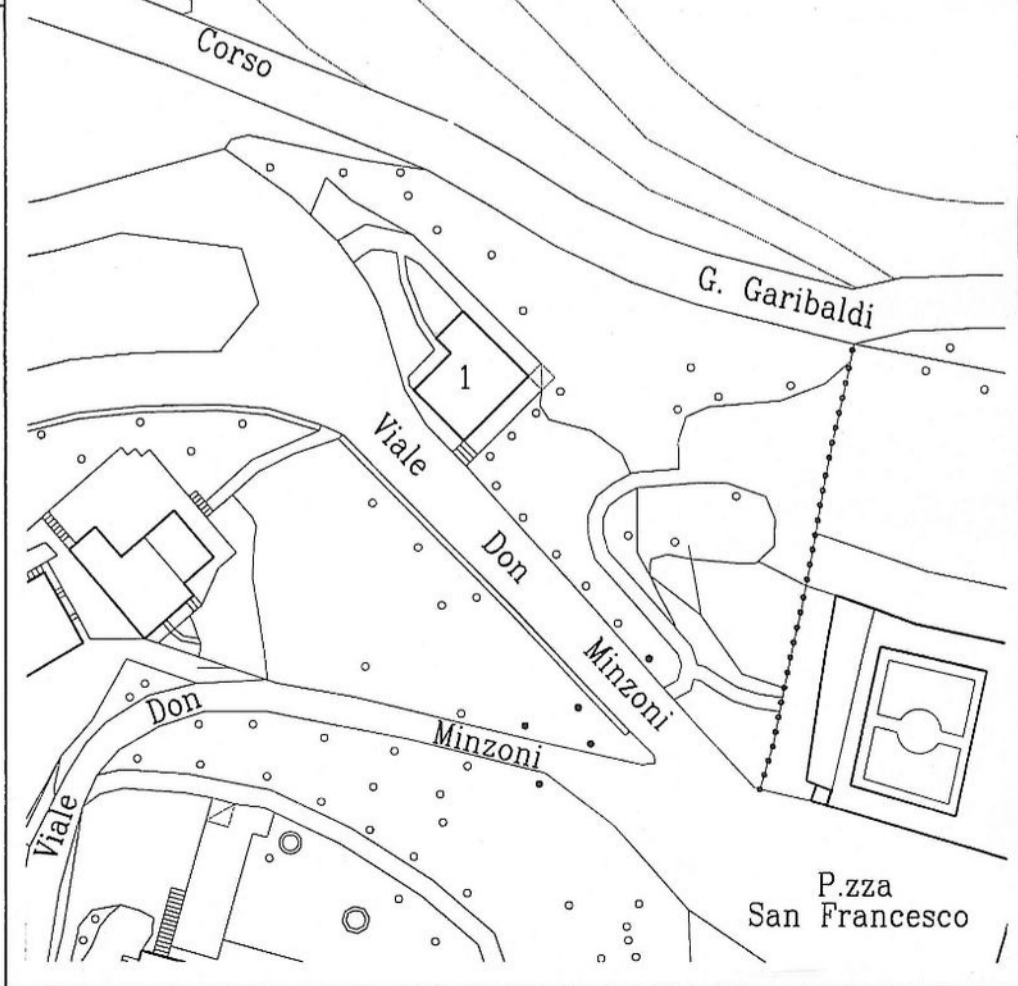 Corso
G. Garibaldi
1
Viale
Don
Minzoni
Don
Minzoni
Viale
P.zza
San Francesco